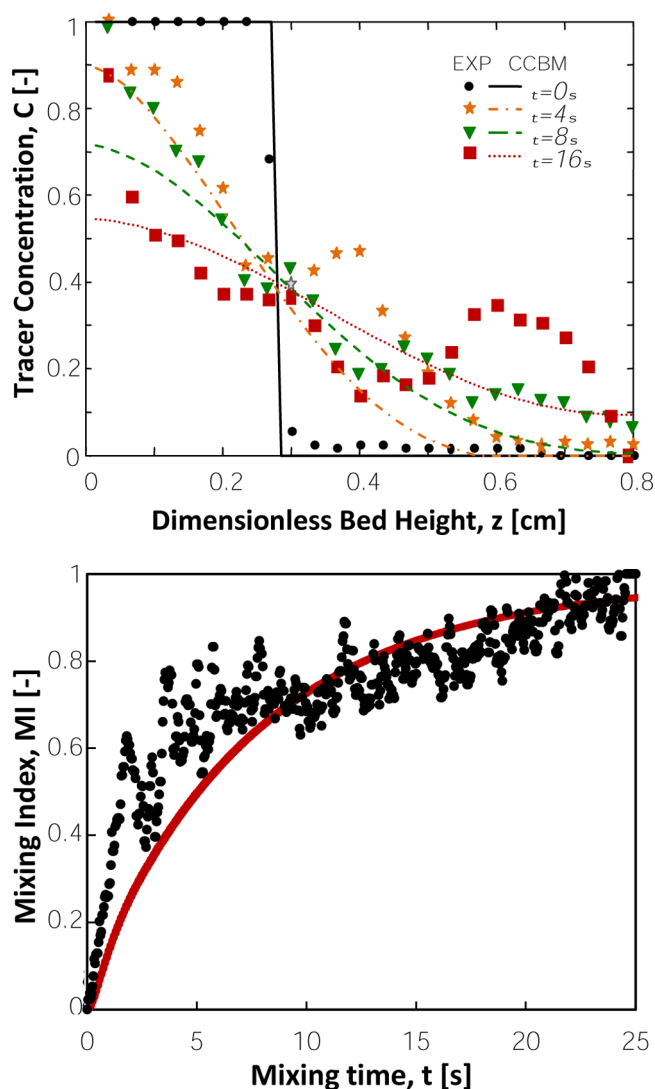 1
0.8
0.6
0.4
0.2
0
Tracer Concentration, C [-]
EXP CCBM
t=0s
t=4s
t=8s
t=16s
0 0.2 0.4 0.6 0.8
Dimensionless Bed Height, z [cm]
1
0.8
0.6
0.4
0.2
0
Mixing Index, MI [-]
0 5 10 15 20 25
Mixing time, t [s]